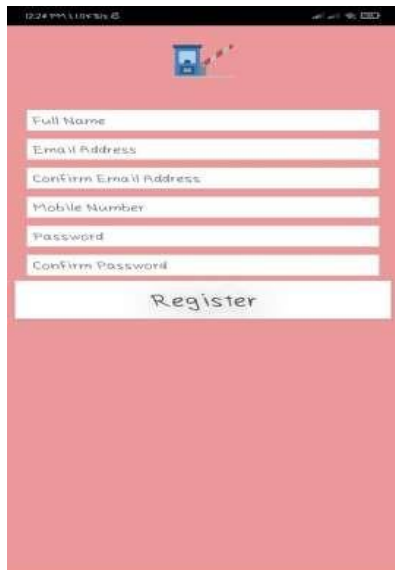 Full Name
Email Address
Confirm Email Address
Mobile Number
Password
Confirm Password
Register